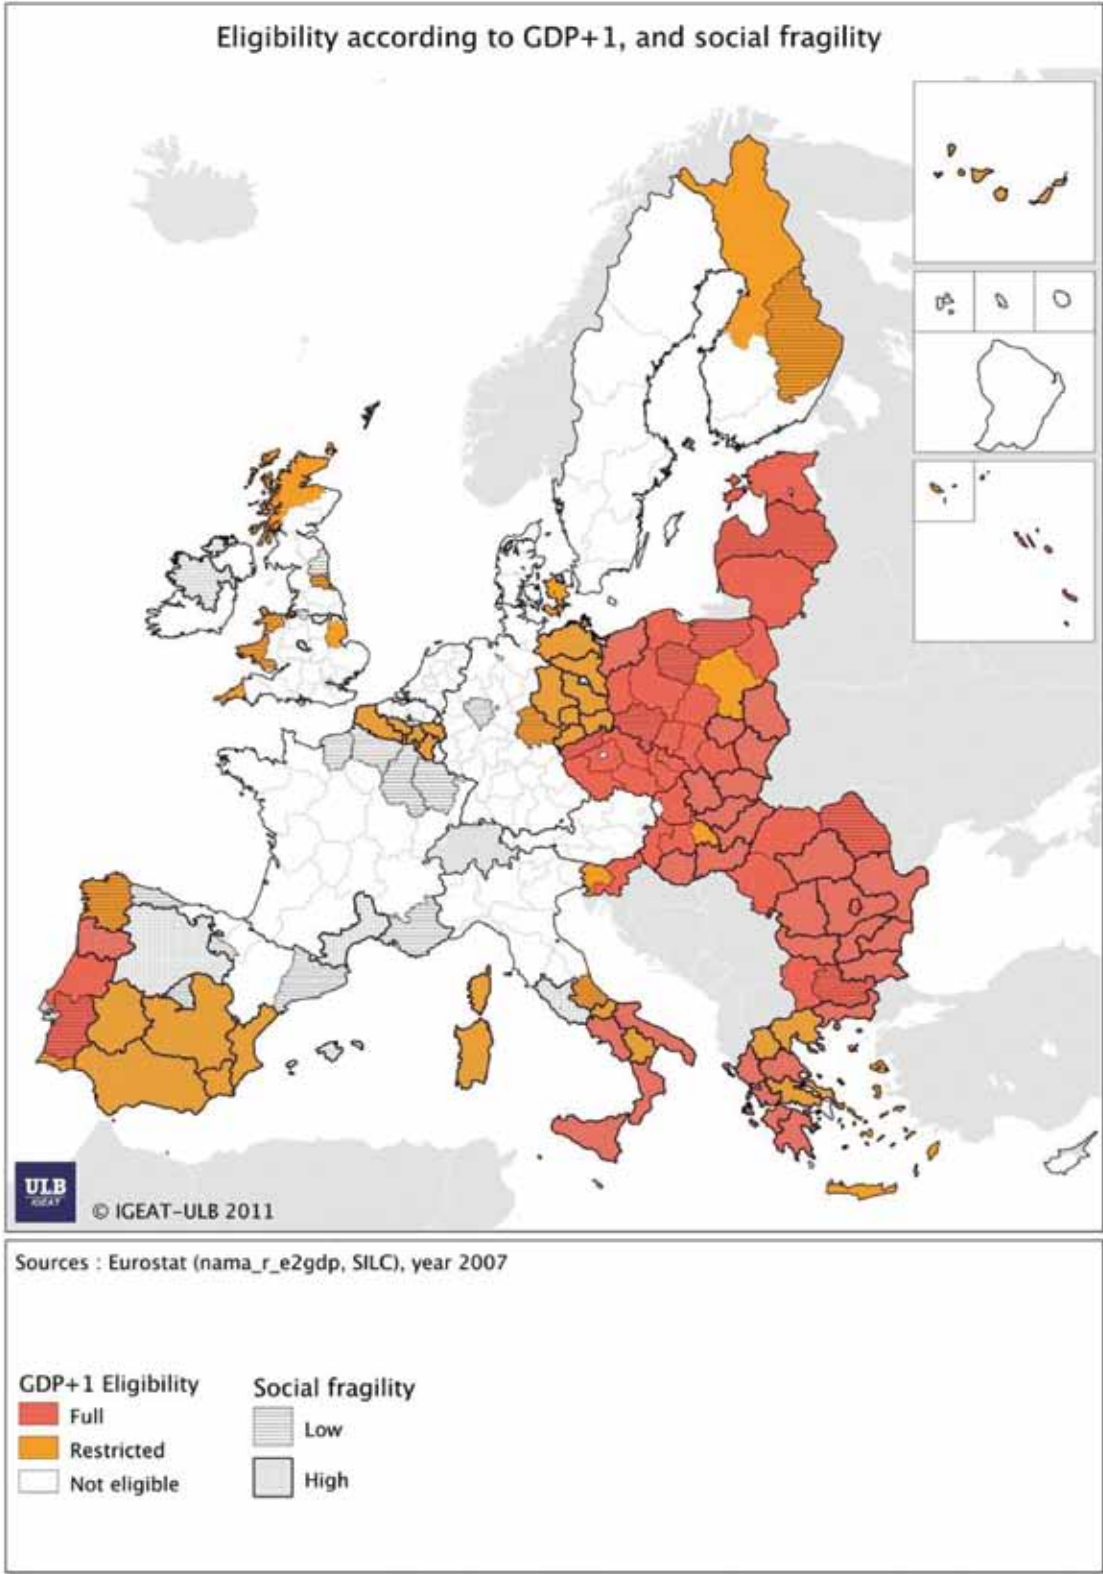 Eligibility according to GDP+1, and social fragility
ULB
IGEAT
© IGEAT-ULB 2011
Sources : Eurostat (nama_r_e2gdp, SILC), year 2007
GDP+1 Eligibility
Full
Restricted
Not eligible
Social fragility
Low
High